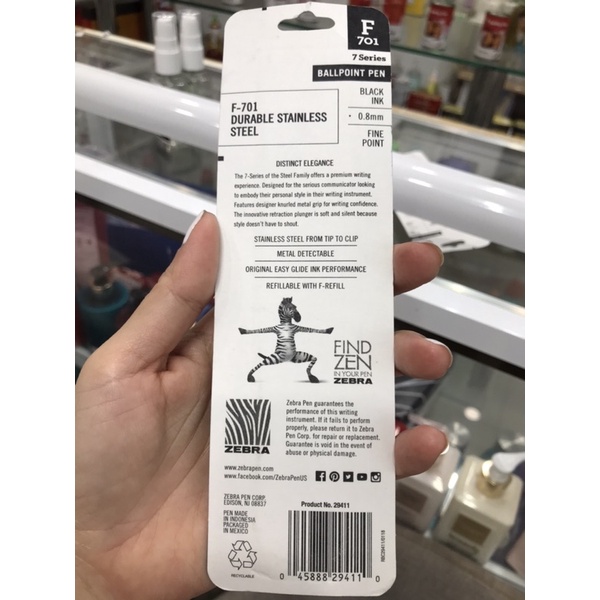 F
701
7 Series
BALLPOINT PEN
F-701
DURABLE STAINLESS
STEEL
BLACK
INK
• 0.8mm
FINE
POINT
DISTINCT ELEGANCE
The 7-Series of the Steel Family offers a premium writing
experience. Designed for the serious communicator looking
to embody their personal style in their writing instrument.
Features designer knurled metal grip for writing confidence.
The innovative retraction plunger is soft and silent because
style doesn't have to shout.
STAINLESS STEEL FROM TIP TO CLIP
METAL DETECTABLE
ORIGINAL EASY GLIDE INK PERFORMANCE
REFILLABLE WITH F-REFILL
FIND
ZEN
IN YOUR PEN
ZEBRA
ZEBRA
Zebra Pen guarantees the
performance of this writing
instrument. If it fails to perform
properly, please return it to Zebra
Pen Corp. for repair or replacement.
Guarantee is void in the event of
abuse or physical damage.
www.zebrapen.com
www.facebook.com/ZebraPenUS
ZEBRA PEN CORP.
EDISON, NJ 08837
PEN MADE
IN INDONESIA
PACKAGED
IN MEXICO
RECYCLABLE
Product No. 29411
0 45888 29411 0